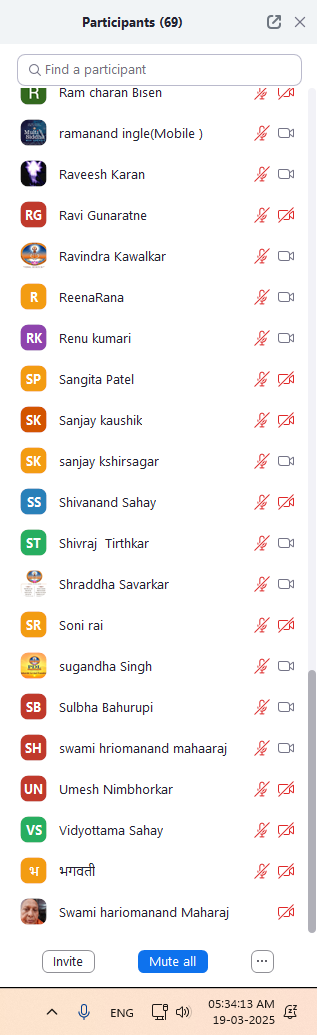 Participants (69)
Find a participant
R Ram charan Bisen
ramanand ingle(Mobile )
Raveesh Karan
RG Ravi Gunaratne
Ravindra Kawalkar
R ReenaRana
RK Renu kumari
SP Sangita Patel
SK Sanjay kaushik
SK sanjay kshirsagar
SS Shivanand Sahay
ST Shivraj  Tirthkar
Shraddha Savarkar
SR Soni rai
sugandha Singh
SB Sulbha Bahurupi
SH swami hriomanand mahaaraj
UN Umesh Nimbhorkar
VS Vidyottama Sahay
भ भगवती
Swami hariomanand Maharaj
Invite Mute all ...
ENG 05:34:13 AM
19-03-2025